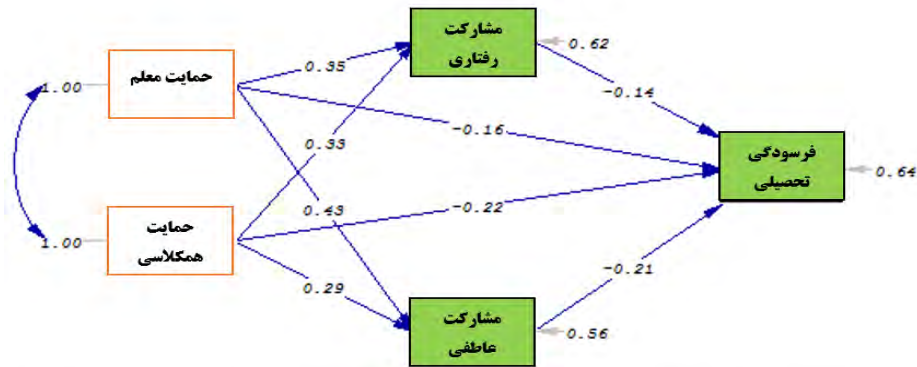 مشارکت
رفتاری
0.62
حمایت معلم
1.00
0.35
-0.14
-0.16
0.33
فرسودگی
تحصیلی
0.64
حمایت
همکلاسی
1.00
0.43
-0.22
0.29
-0.21
مشارکت
عاطفی
0.56